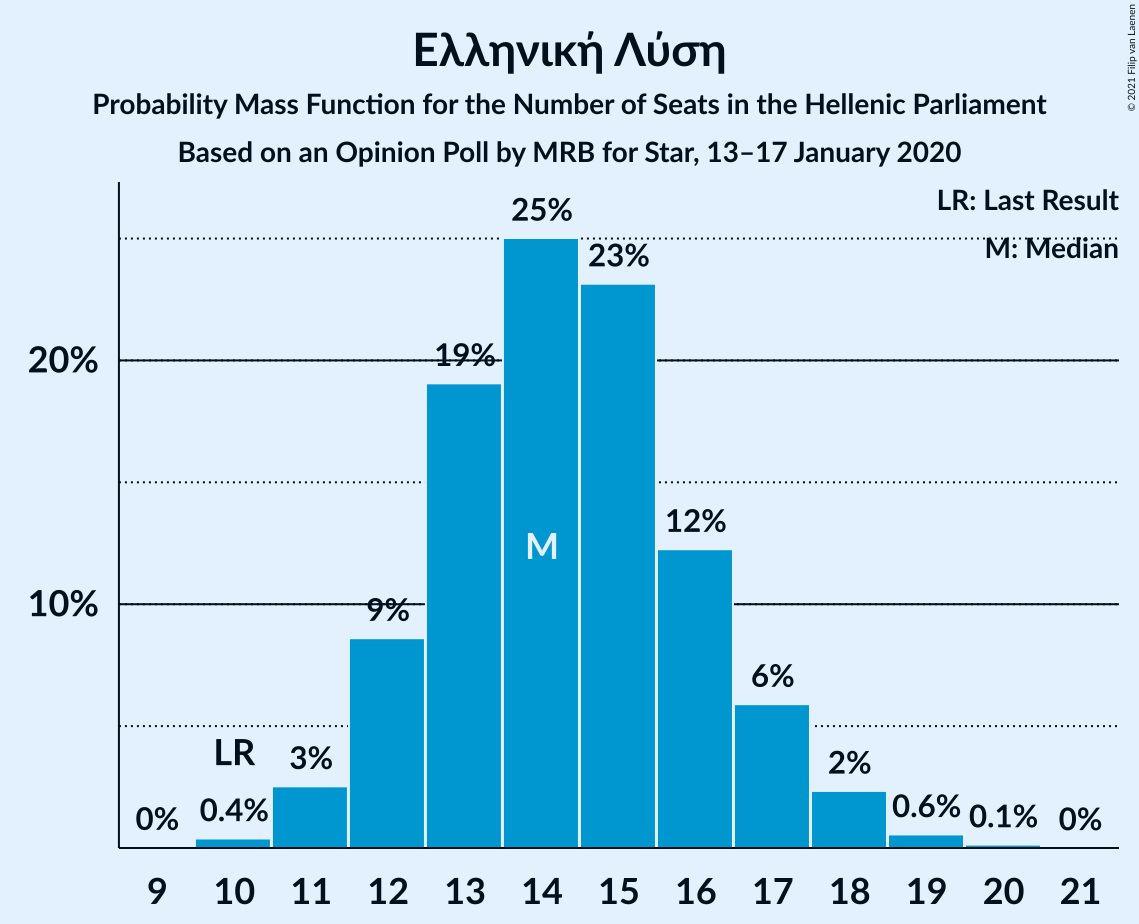 Ελληνική Λύση
Probability Mass Function for the Number of Seats in the Hellenic Parliament
Based on an Opinion Poll by MRB for Star, 13–17 January 2020
© 2021 Filip van Laenen
LR: Last Result
M: Median
20%
10%
0%
LR
0.4%
3%
9%
19%
25%
M
23%
12%
6%
2%
0.6%
0.1%
0%
9 10 11 12 13 14 15 16 17 18 19 20 21